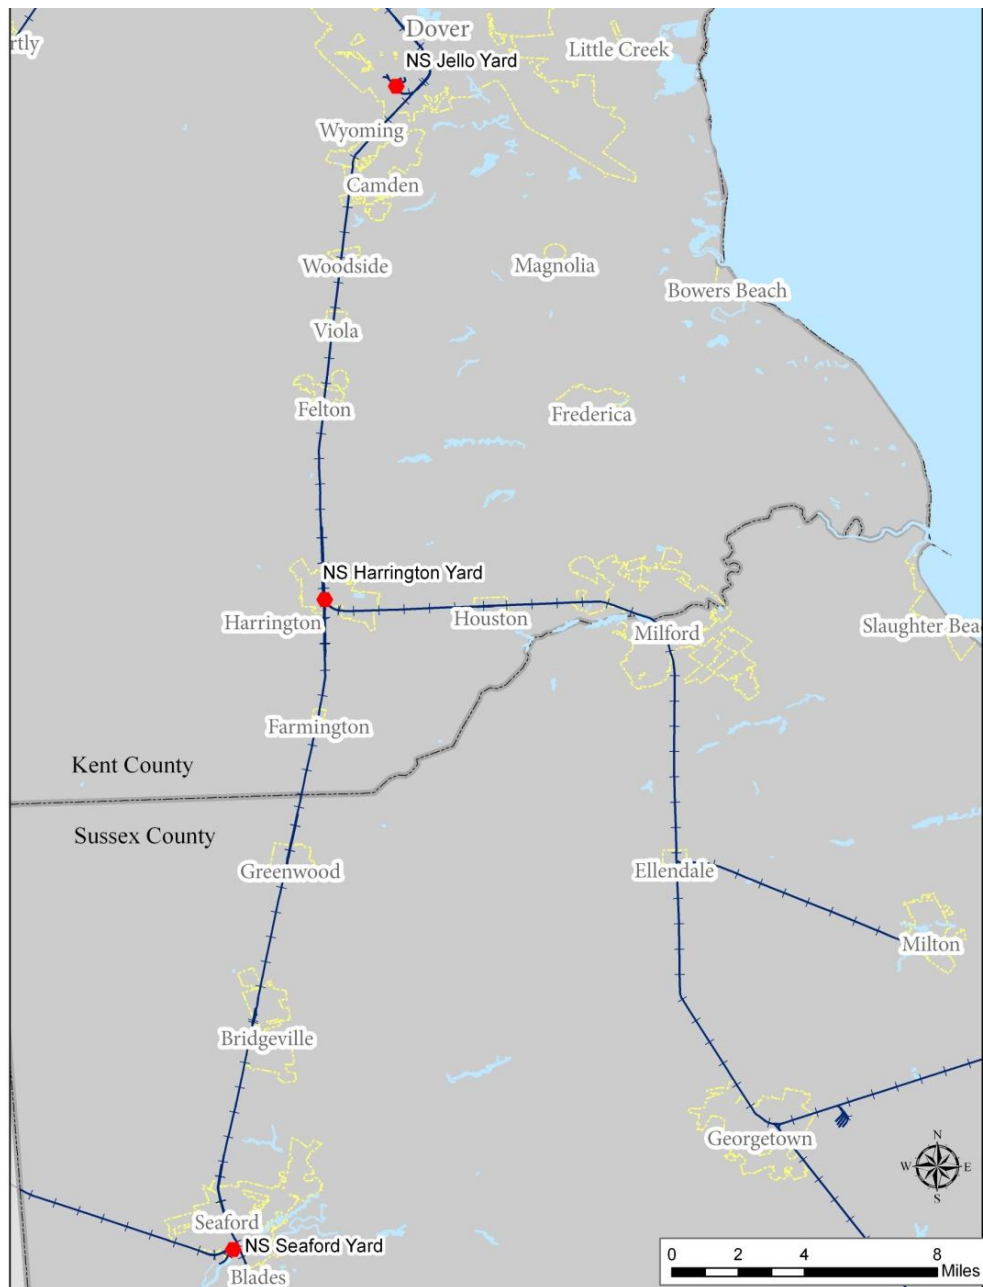 Dover
rtly
Little Creek
NS Jello Yard
Wyoming
Camden
Woodside
Magnolia
Bowers Beach
Viola
Felton
Frederica
NS Harrington Yard
Harrington
Houston
Milford
Slaughter Bea
Farmington
Kent County
Sussex County
Greenwood
Ellendale
Milton
Bridgeville
Georgetown
N
W E
S
Seaford
NS Seaford Yard
Blades
0 2 4 8
Miles